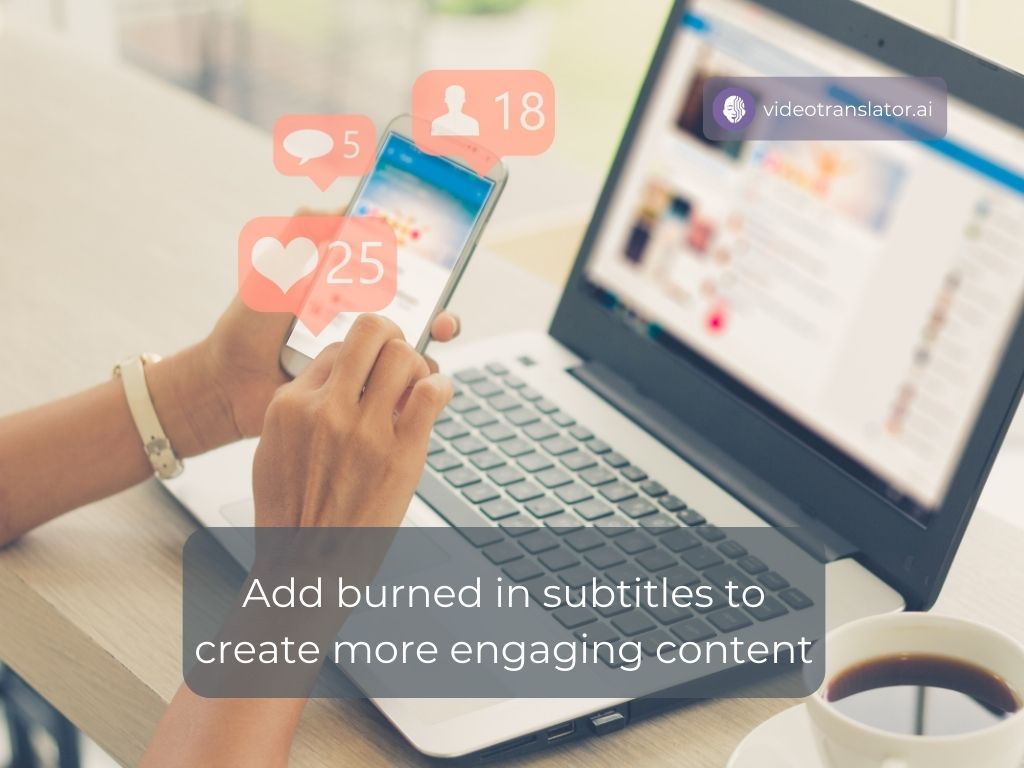 18
5
videotranslator.ai
25
Add burned in subtitles to
create more engaging content